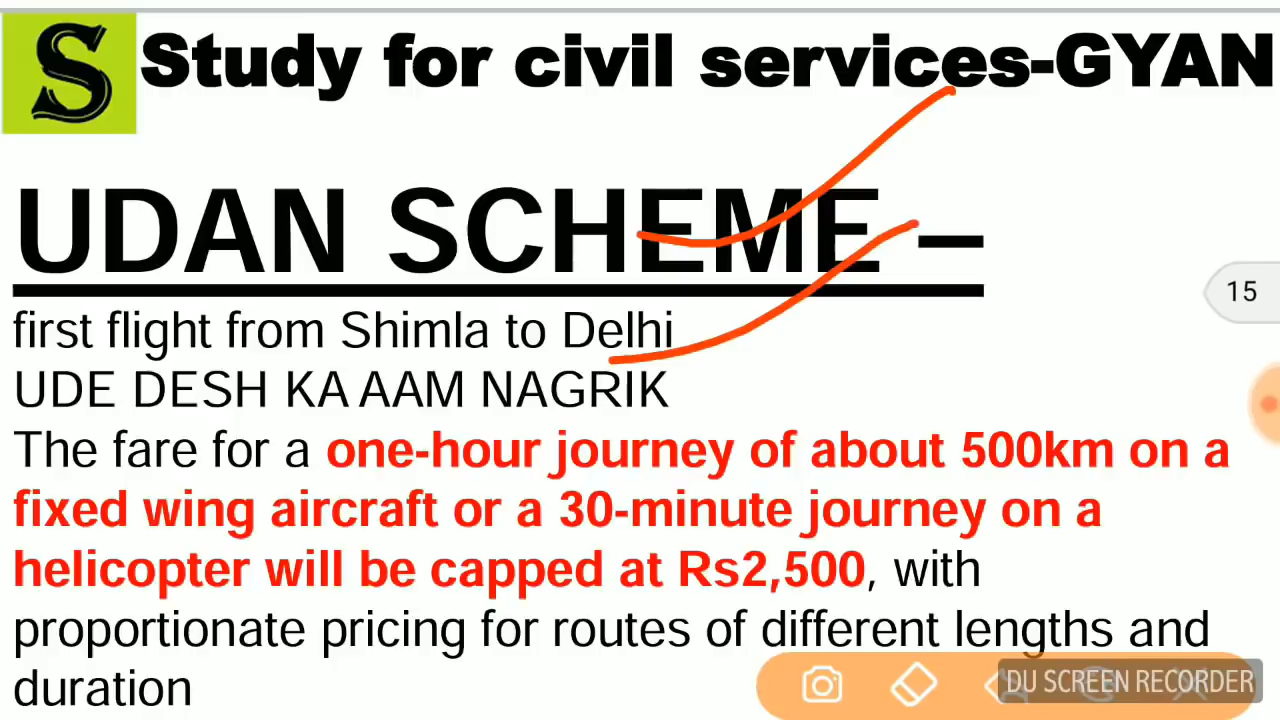 S Study for civil services-GYAN
UDAN SCHEME –
first flight from Shimla to Delhi
UDE DESH KA AAM NAGRIK
The fare for a one-hour journey of about 500km on a
fixed wing aircraft or a 30-minute journey on a
helicopter will be capped at Rs2,500, with
proportionate pricing for routes of different lengths and
duration
15
DU SCREEN RECORDER